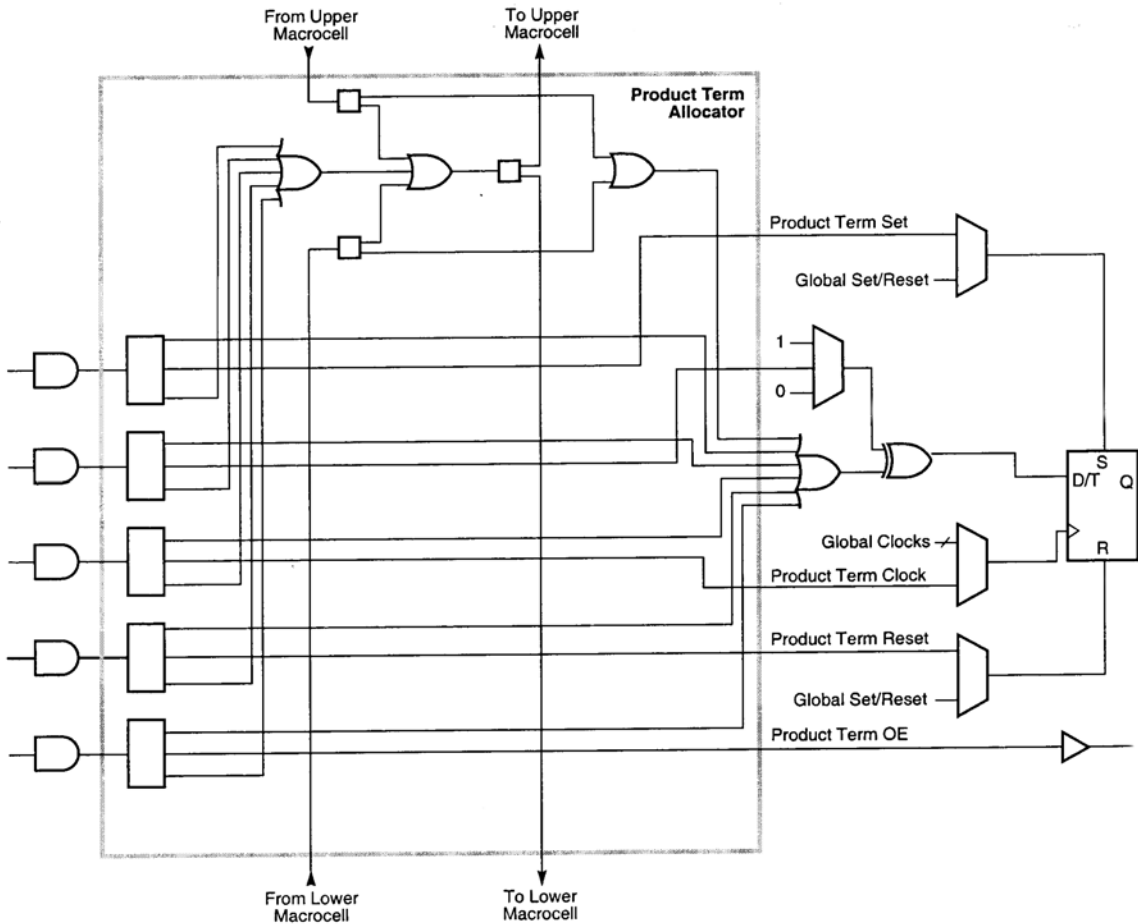 From Upper
Macrocell
To Upper
Macrocell
Product Term
Allocator
Product Term Set
Global Set/Reset
1
0
S
D/T Q
R
Global Clocks
Product Term Clock
Product Term Reset
Global Set/Reset
Product Term OE
From Lower
Macrocell
To Lower
Macrocell